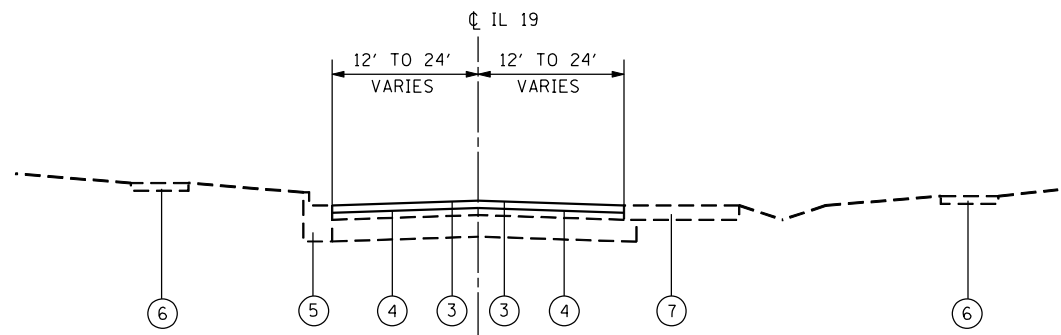 ℄ IL 19
12' TO 24' 12' TO 24'
VARIES VARIES
6 5 4 3 3 4 7 6